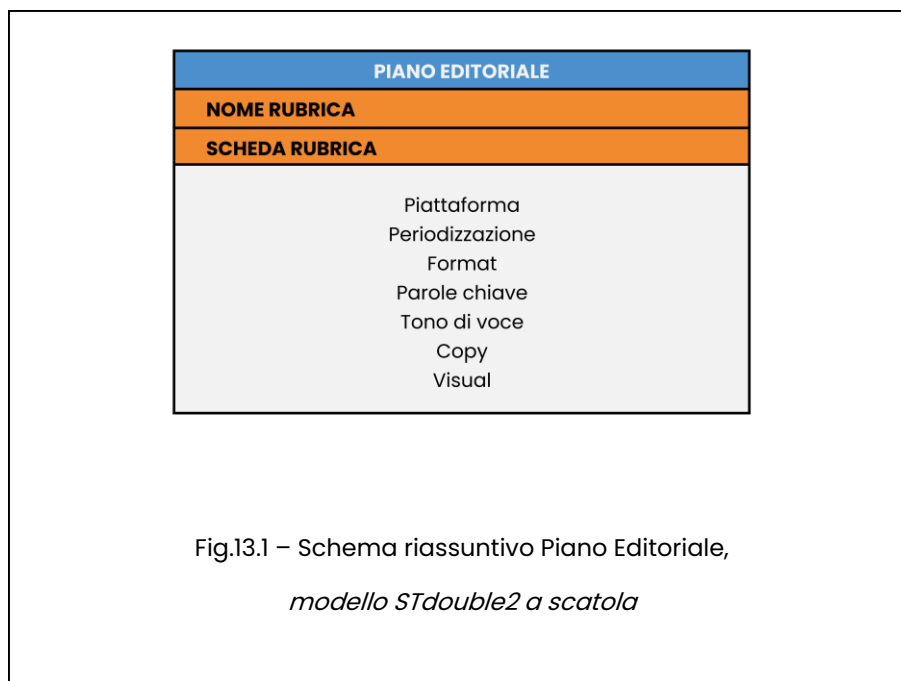 PIANO EDITORIALE
NOME RUBRICA
SCHEDA RUBRICA
Piattaforma
Periodizzazione
Format
Parole chiave
Tono di voce
Copy
Visual
Fig.13.1 – Schema riassuntivo Piano Editoriale,
modello STdouble2 a scatola